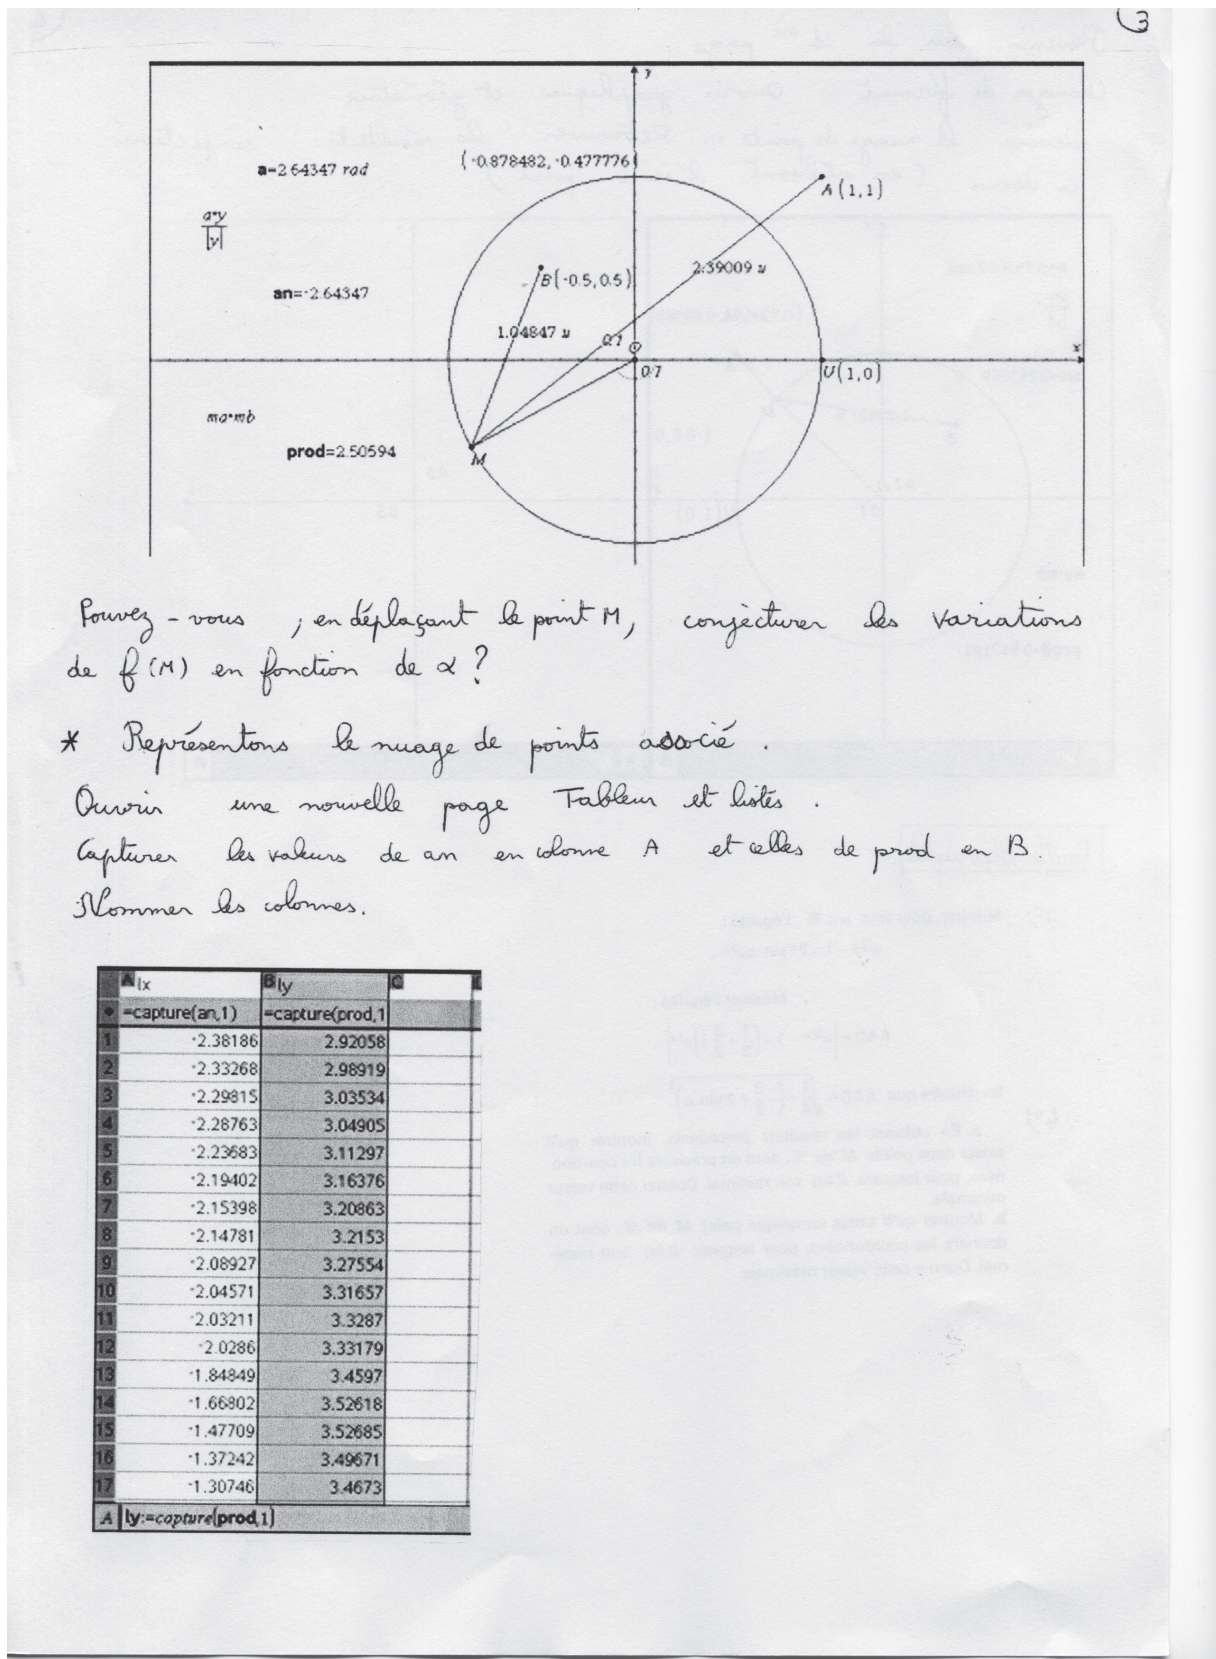 3
y
(-0.878482,-0.477776)
a=2.64347 rad
A(1,1)
a·y
|y|
2.39009 u
B(-0.5,0.5)
an=-2.64347
1.04847 u
0.1
O
x
0.1
U(1,0)
ma·mb
prod=2.50594
M
Pouvez-vous, en déplaçant le point M, conjecturer les variations
de f(M) en fonction de α ?
* Représentons le nuage de points associé.
Ouvrir une nouvelle page Tableur et listes.
Capturer les valeurs de an en colonne A et celles de prod en B.
Nommer les colonnes.
A lx B ly C
=capture(an,1) =capture(prod,1
1 -2.38186 2.92058
2 -2.33268 2.98919
3 -2.29815 3.03534
4 -2.28763 3.04905
5 -2.23683 3.11297
6 -2.19402 3.16376
7 -2.15398 3.20863
8 -2.14781 3.2153
9 -2.08927 3.27554
10 -2.04571 3.31657
11 -2.03211 3.3287
12 -2.0286 3.33179
13 -1.84849 3.4597
14 -1.66802 3.52618
15 -1.47709 3.52685
16 -1.37242 3.49671
17 -1.30746 3.4673
A ly:=capture(prod,1)